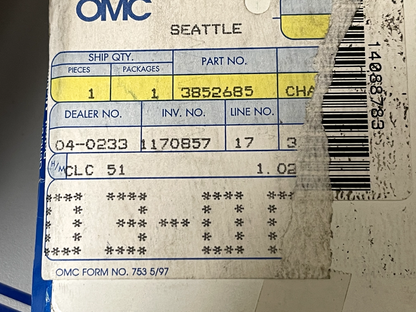 OMC
SEATTLE
SHIP QTY.
PIECES PACKAGES PART NO.
1 1 3852685 CHA
DEALER NO. INV. NO. LINE NO.
04-0233 1170857 17 3
H/M CLC 51 1.02
OMC FORM NO. 753 5/97
14088783